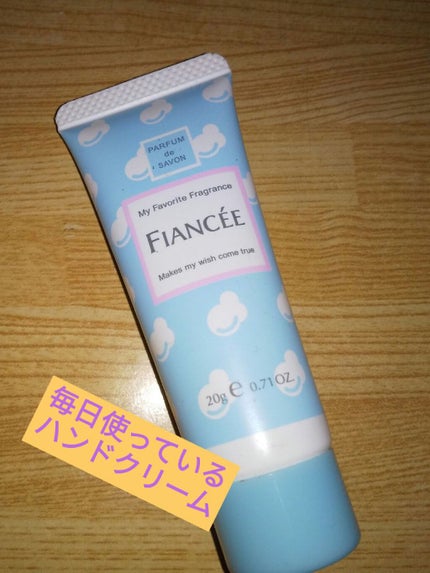 PARFUM
de
SAVON
My Favorite Fragrance
FIANCÉE
Makes my wish come true
20g e 0.71 OZ.
毎日使っている
ハンドクリーム